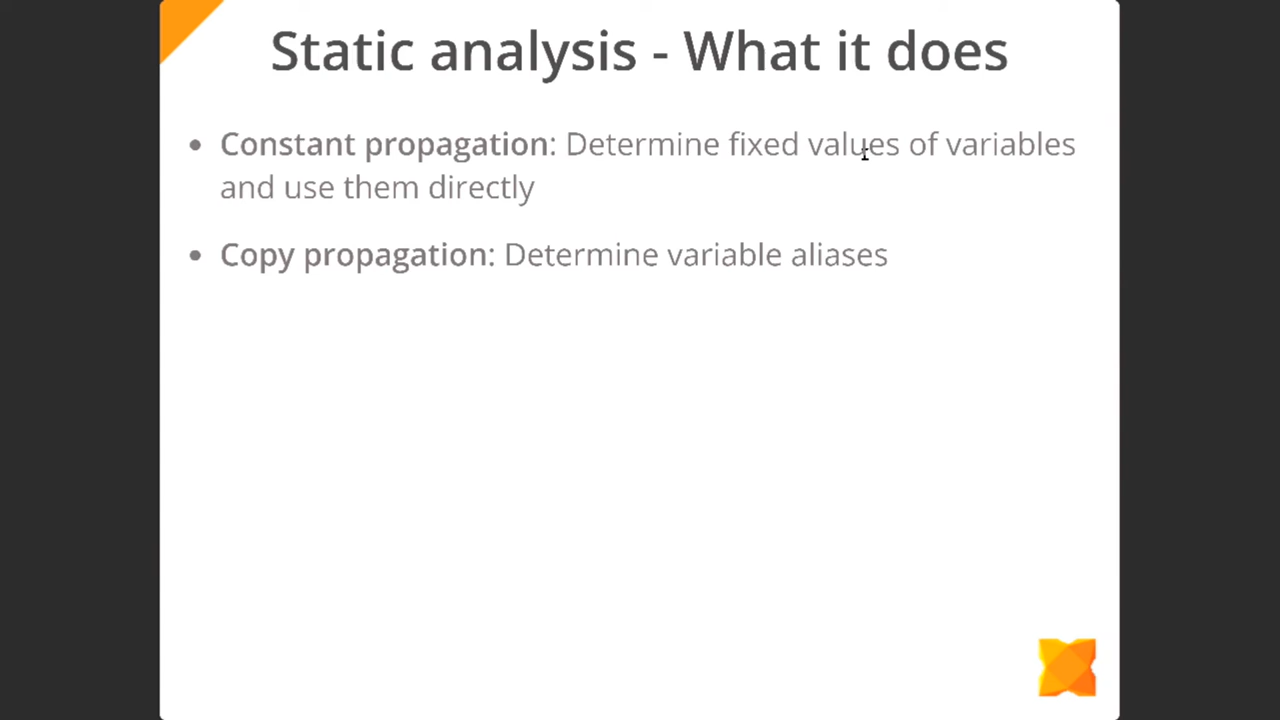 Static analysis - What it does
• Constant propagation: Determine fixed values of variables
and use them directly
• Copy propagation: Determine variable aliases